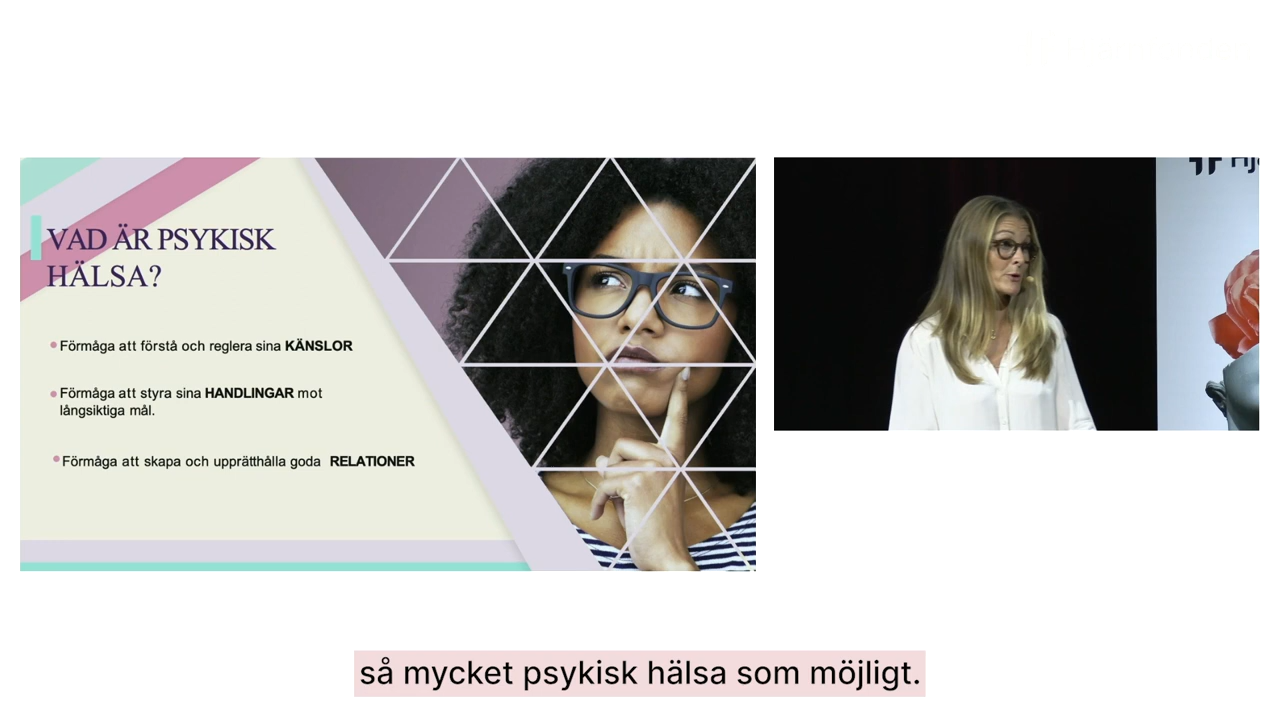 VAD ÄR PSYKISK
HÄLSA?
Förmåga att förstå och reglera sina KÄNSLOR
Förmåga att styra sina HANDLINGAR mot
långsiktiga mål.
Förmåga att skapa och upprätthålla goda RELATIONER
så mycket psykisk hälsa som möjligt.